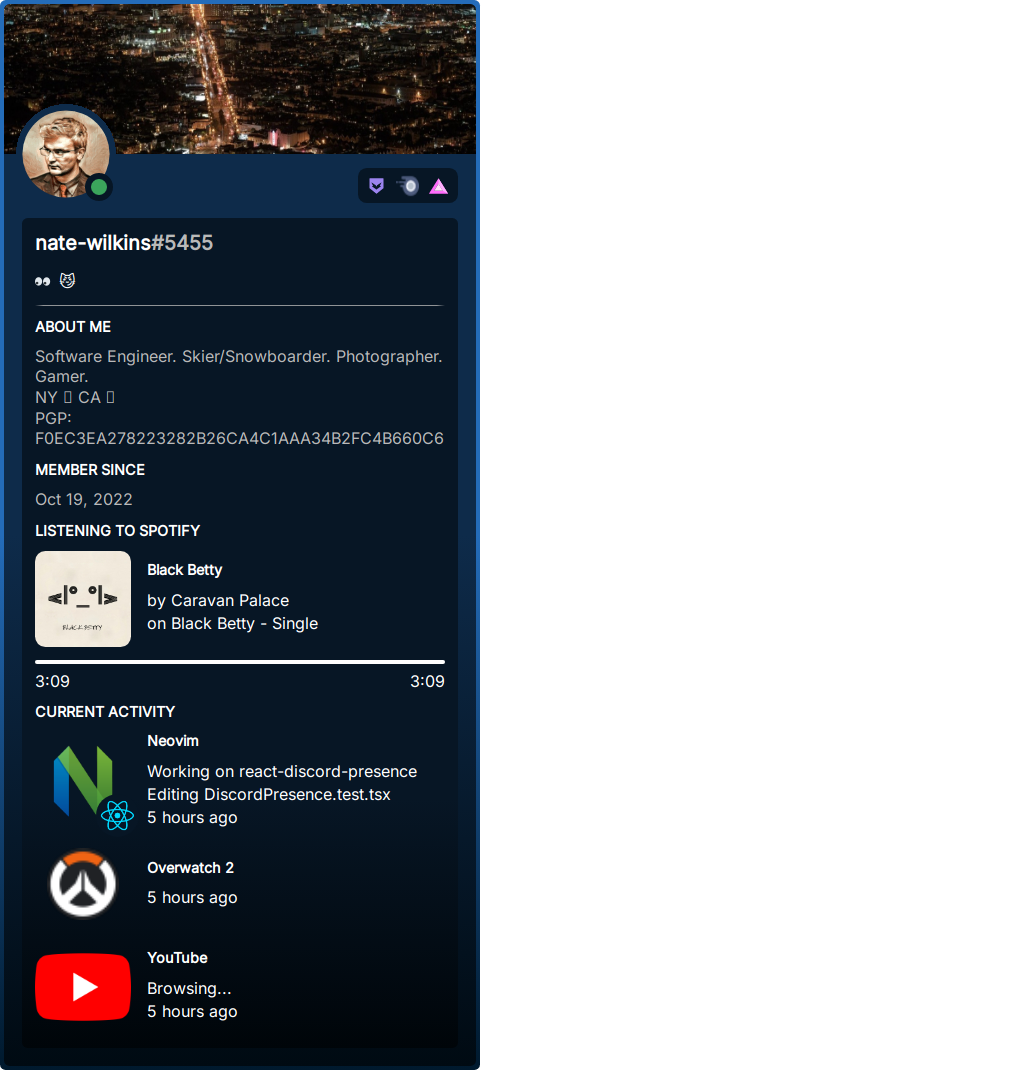 nate-wilkins#5455
👀 😼
ABOUT ME
Software Engineer. Skier/Snowboarder. Photographer.
Gamer.
NY ▯ CA ▯
PGP:
F0EC3EA278223282B26CA4C1AAA34B2FC4B660C6
MEMBER SINCE
Oct 19, 2022
LISTENING TO SPOTIFY
<|°_°|>
BLACK BETTY
Black Betty
by Caravan Palace
on Black Betty - Single
3:09 3:09
CURRENT ACTIVITY
Neovim
Working on react-discord-presence
Editing DiscordPresence.test.tsx
5 hours ago
Overwatch 2
5 hours ago
YouTube
Browsing...
5 hours ago